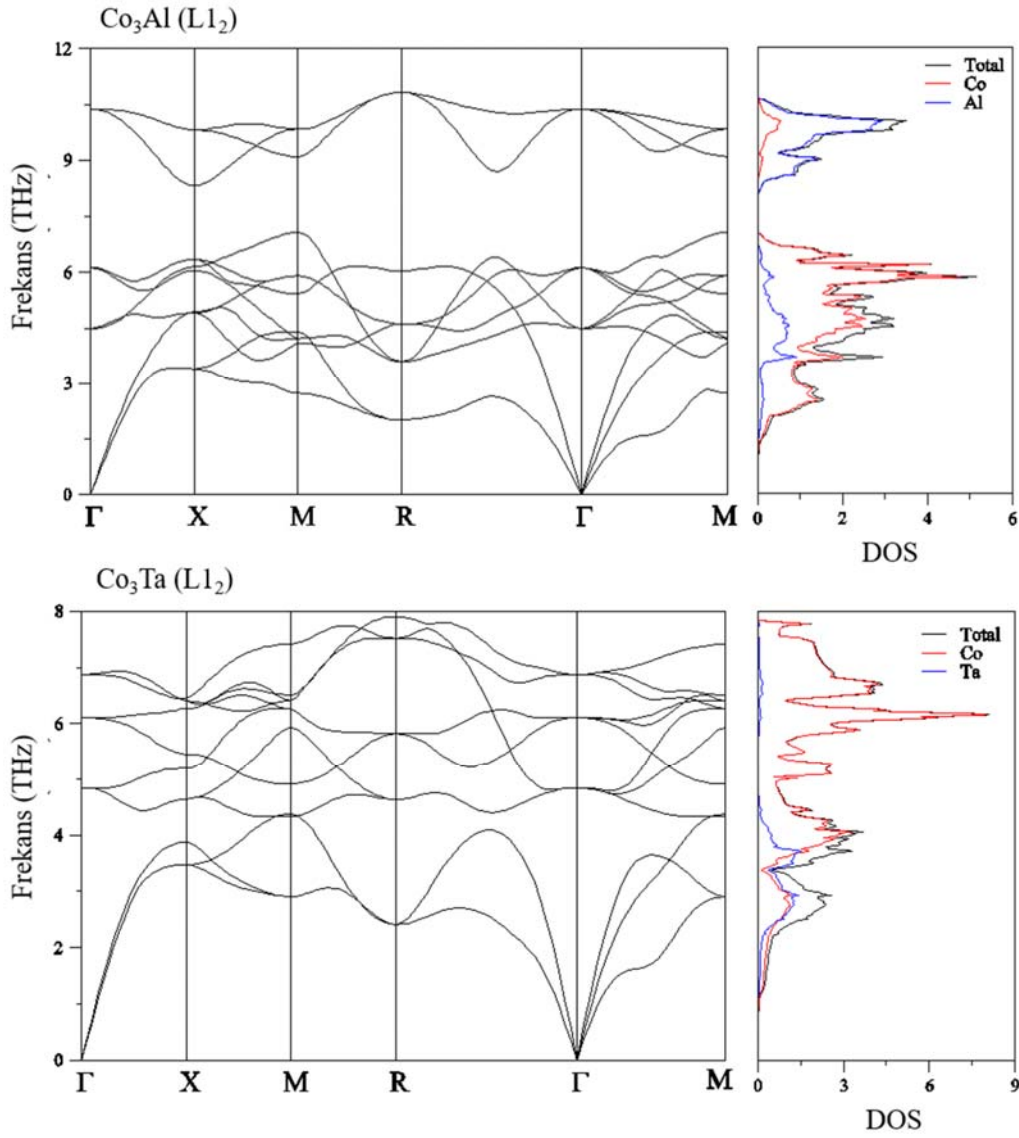 Co₃Al (L1₂)
12
9
6
3
0
Frekans (THz)
Γ X M R Γ M
Total
Co
Al
0 2 4 6
DOS
Co₃Ta (L1₂)
8
6
4
2
0
Frekans (THz)
Γ X M R Γ M
Total
Co
Ta
0 3 6 9
DOS